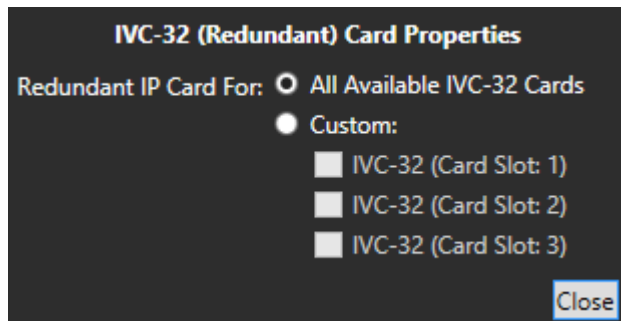 IVC-32 (Redundant) Card Properties
Redundant IP Card For: All Available IVC-32 Cards
Custom:
IVC-32 (Card Slot: 1)
IVC-32 (Card Slot: 2)
IVC-32 (Card Slot: 3)
Close